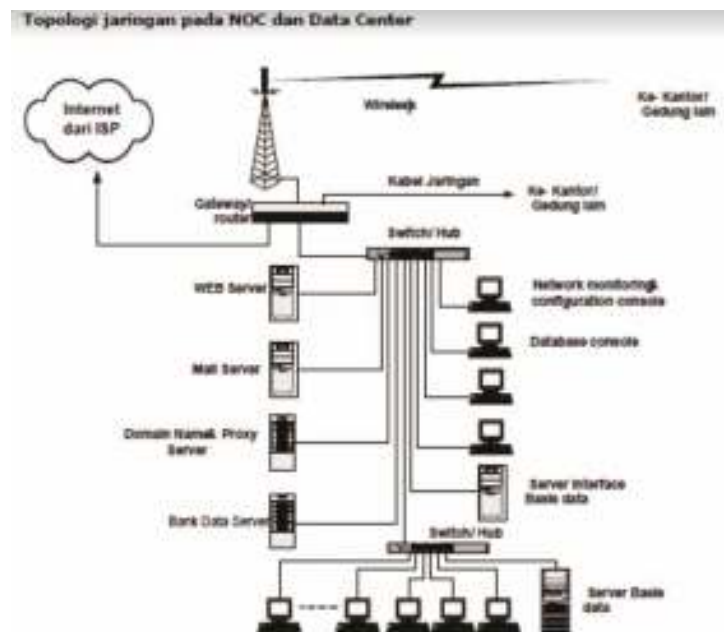 Topologi jaringan pada NOC dan Data Center
Internet
dari ISP
Wireless
Ke- Kantor/
Gedung lain
Kabel Jaringan
Ke- Kantor/
Gedung lain
Gateway/
router
Switch/ Hub
WEB Server
Network monitoring&
configuration console
Database console
Mail Server
Domain Name& Proxy
Server
Server Interface
Basis data
Bank Data Server
Switch/ Hub
Server Basis
data